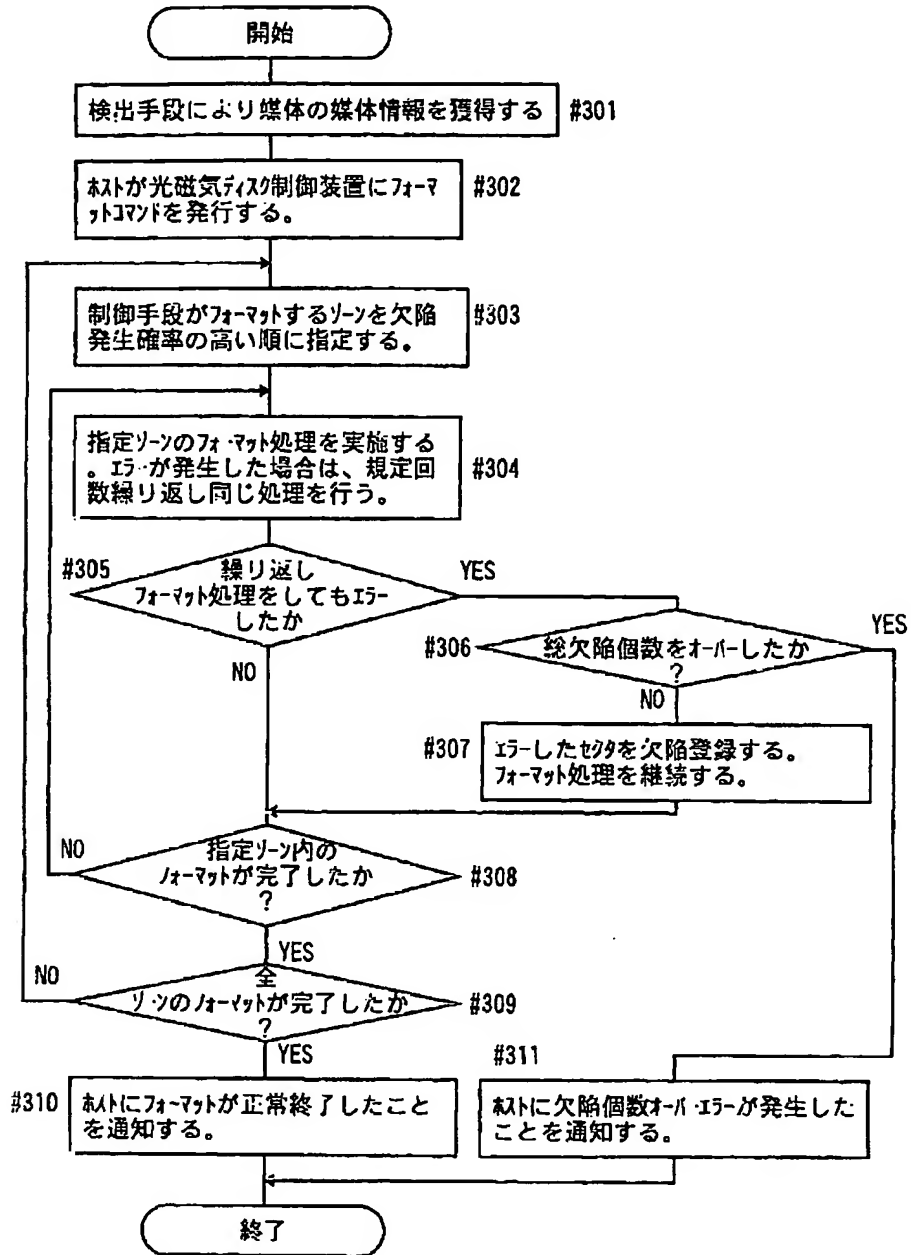 開始
検出手段により媒体の媒体情報を獲得する
#301
ホストが光磁気ディスク制御装置にフォーマ
ットコマンドを発行する。
#302
制御手段がフォーマットするゾーンを欠陥
発生確率の高い順に指定する。
#303
指定ゾーンのフォーマット処理を実施する
。エラーが発生した場合は、規定回
数繰り返し同じ処理を行う。
#304
#305
繰り返し
フォーマット処理をしてもエラー
したか
YES
NO
#306
総欠陥個数をオーバーしたか
?
YES
NO
#307
エラーしたセクタを欠陥登録する。
フォーマット処理を継続する。
指定ゾーン内の
フォーマットが完了したか
?
#308
NO
YES
全
ゾーンのフォーマットが完了したか
?
#309
NO
YES
#310
ホストにフォーマットが正常終了したこと
を通知する。
#311
ホストに欠陥個数オーバーエラーが発生した
ことを通知する。
終了